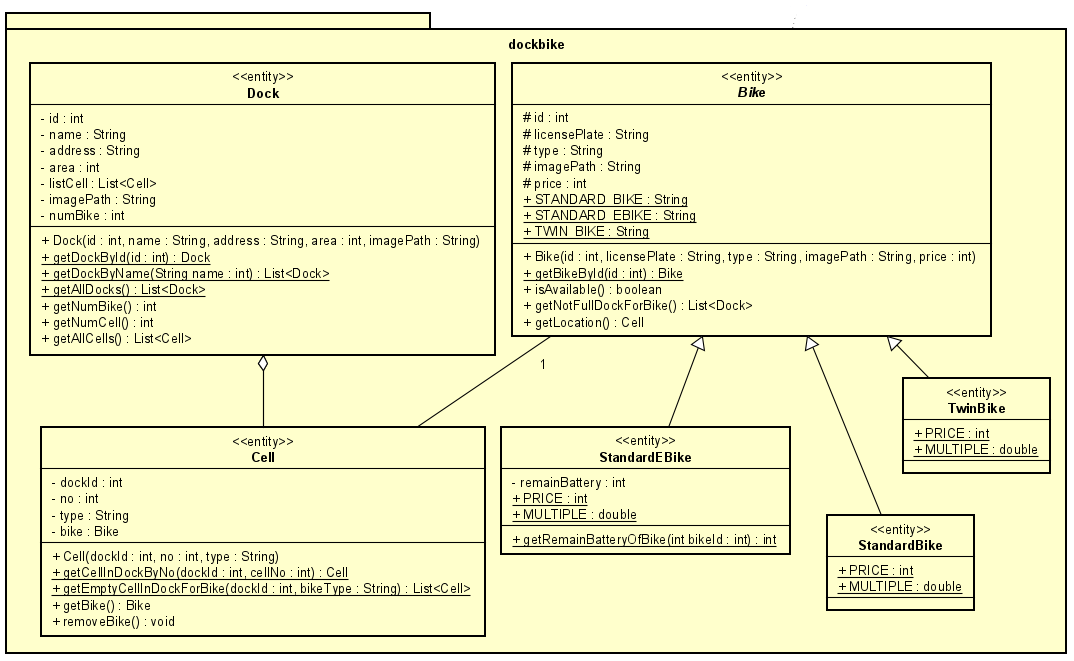 dockbike
<<entity>>
Dock
- id : int
- name : String
- address : String
- area : int
- listCell : List<Cell>
- imagePath : String
- numBike : int
+ Dock(id : int, name : String, address : String, area : int, imagePath : String)
+ getDockById(id : int) : Dock
+ getDockByName(String name : int) : List<Dock>
+ getAllDocks() : List<Dock>
+ getNumBike() : int
+ getNumCell() : int
+ getAllCells() : List<Cell>
<<entity>>
Bike
# id : int
# licensePlate : String
# type : String
# imagePath : String
# price : int
+ STANDARD_BIKE : String
+ STANDARD_EBIKE : String
+ TWIN_BIKE : String
+ Bike(id : int, licensePlate : String, type : String, imagePath : String, price : int)
+ getBikeById(id : int) : Bike
+ isAvailable() : boolean
+ getNotFullDockForBike() : List<Dock>
+ getLocation() : Cell
1
<<entity>>
Cell
- dockId : int
- no : int
- type : String
- bike : Bike
+ Cell(dockId : int, no : int, type : String)
+ getCellInDockByNo(dockId : int, cellNo : int) : Cell
+ getEmptyCellInDockForBike(dockId : int, bikeType : String) : List<Cell>
+ getBike() : Bike
+ removeBike() : void
<<entity>>
StandardEBike
- remainBattery : int
+ PRICE : int
+ MULTIPLE : double
+ getRemainBatteryOfBike(int bikeId : int) : int
<<entity>>
TwinBike
+ PRICE : int
+ MULTIPLE : double
<<entity>>
StandardBike
+ PRICE : int
+ MULTIPLE : double